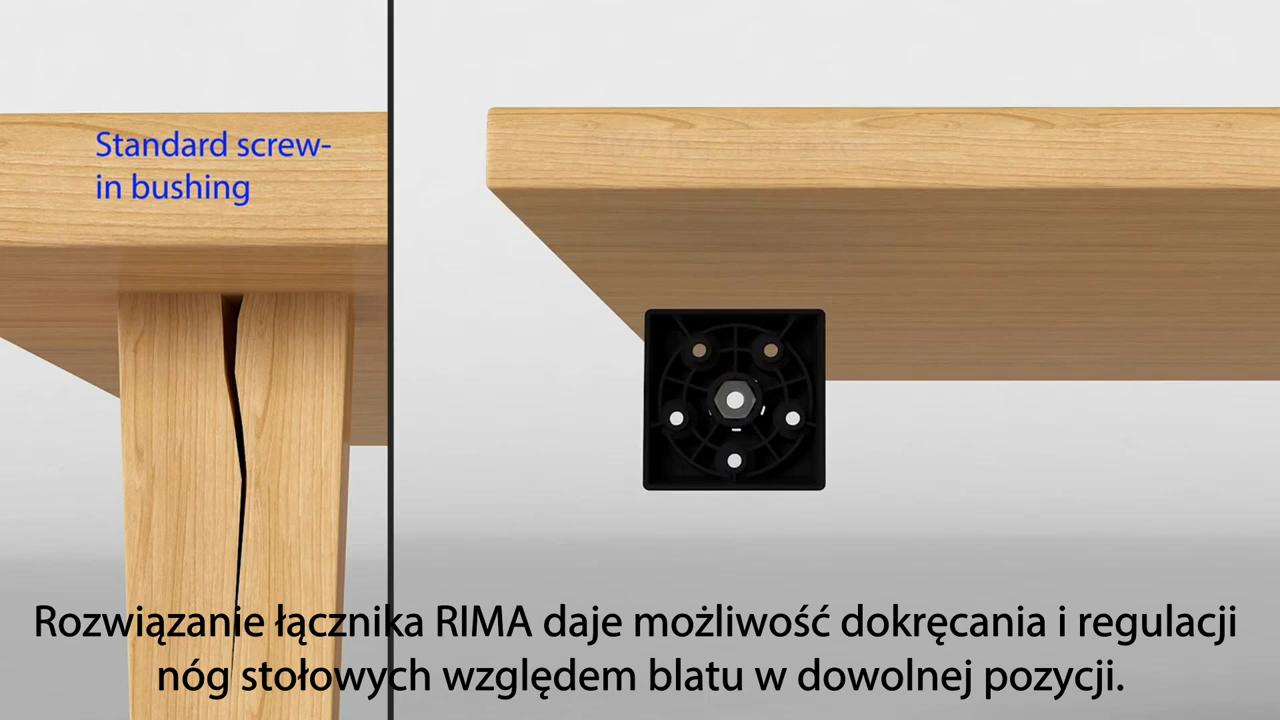 Standard screw-
in bushing
Rozwiązanie łącznika RIMA daje możliwość dokręcania i regulacji
nóg stołowych względem blatu w dowolnej pozycji.